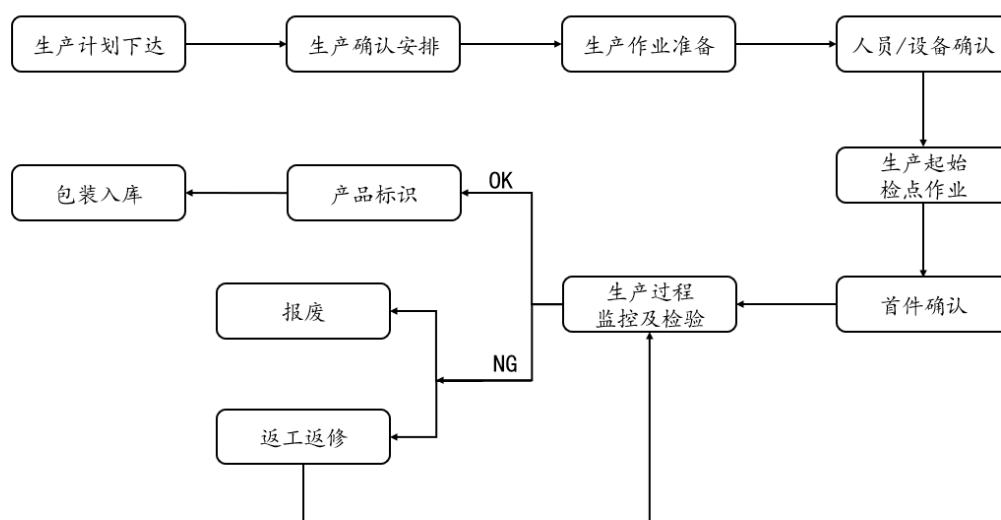 生产计划下达
生产确认安排
生产作业准备
人员/设备确认
生产起始
检点作业
首件确认
生产过程
监控及检验
OK
产品标识
包装入库
NG
报废
返工返修